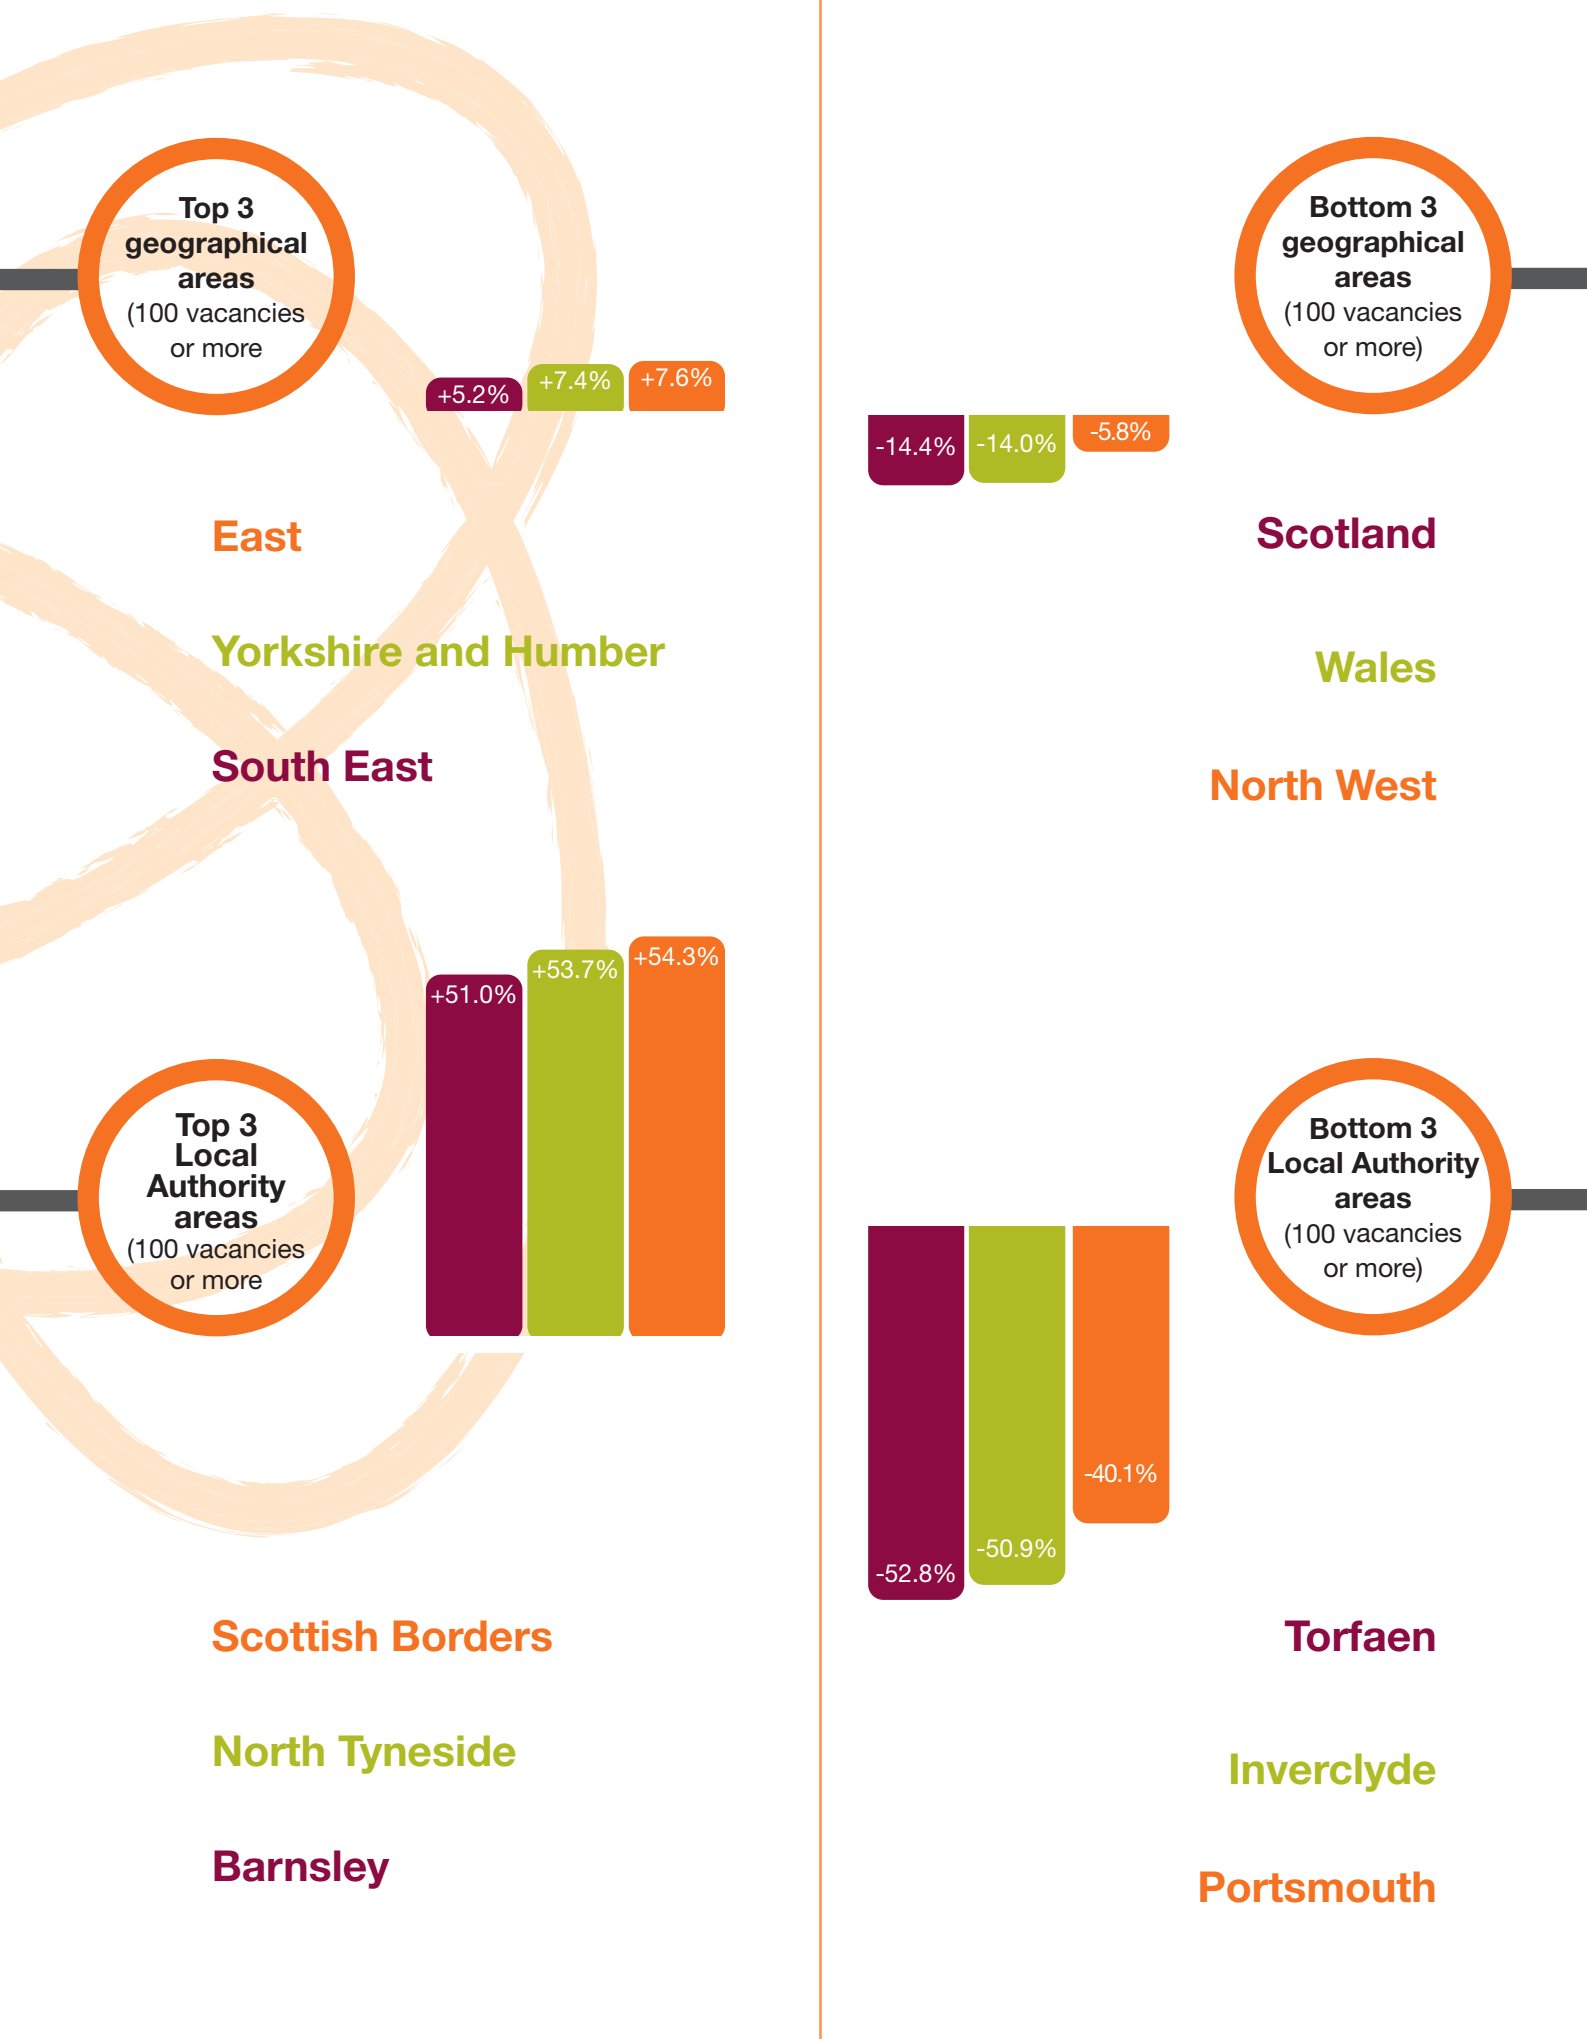 Top 3
geographical
areas
(100 vacancies
or more
+5.2%
+7.4%
+7.6%
East
Yorkshire and Humber
South East
+51.0%
+53.7%
+54.3%
Top 3
Local
Authority
areas
(100 vacancies
or more
Scottish Borders
North Tyneside
Barnsley
Bottom 3
geographical
areas
(100 vacancies
or more)
-14.4%
-14.0%
-5.8%
Scotland
Wales
North West
Bottom 3
Local Authority
areas
(100 vacancies
or more)
-52.8%
-50.9%
-40.1%
Torfaen
Inverclyde
Portsmouth